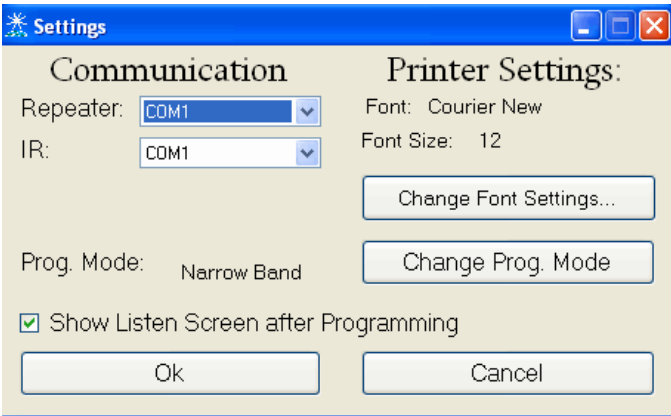 Settings
Communication
Printer Settings:
Repeater: COM1
Font: Courier New
IR: COM1
Font Size: 12
Change Font Settings...
Prog. Mode: Narrow Band
Change Prog. Mode
Show Listen Screen after Programming
Ok
Cancel